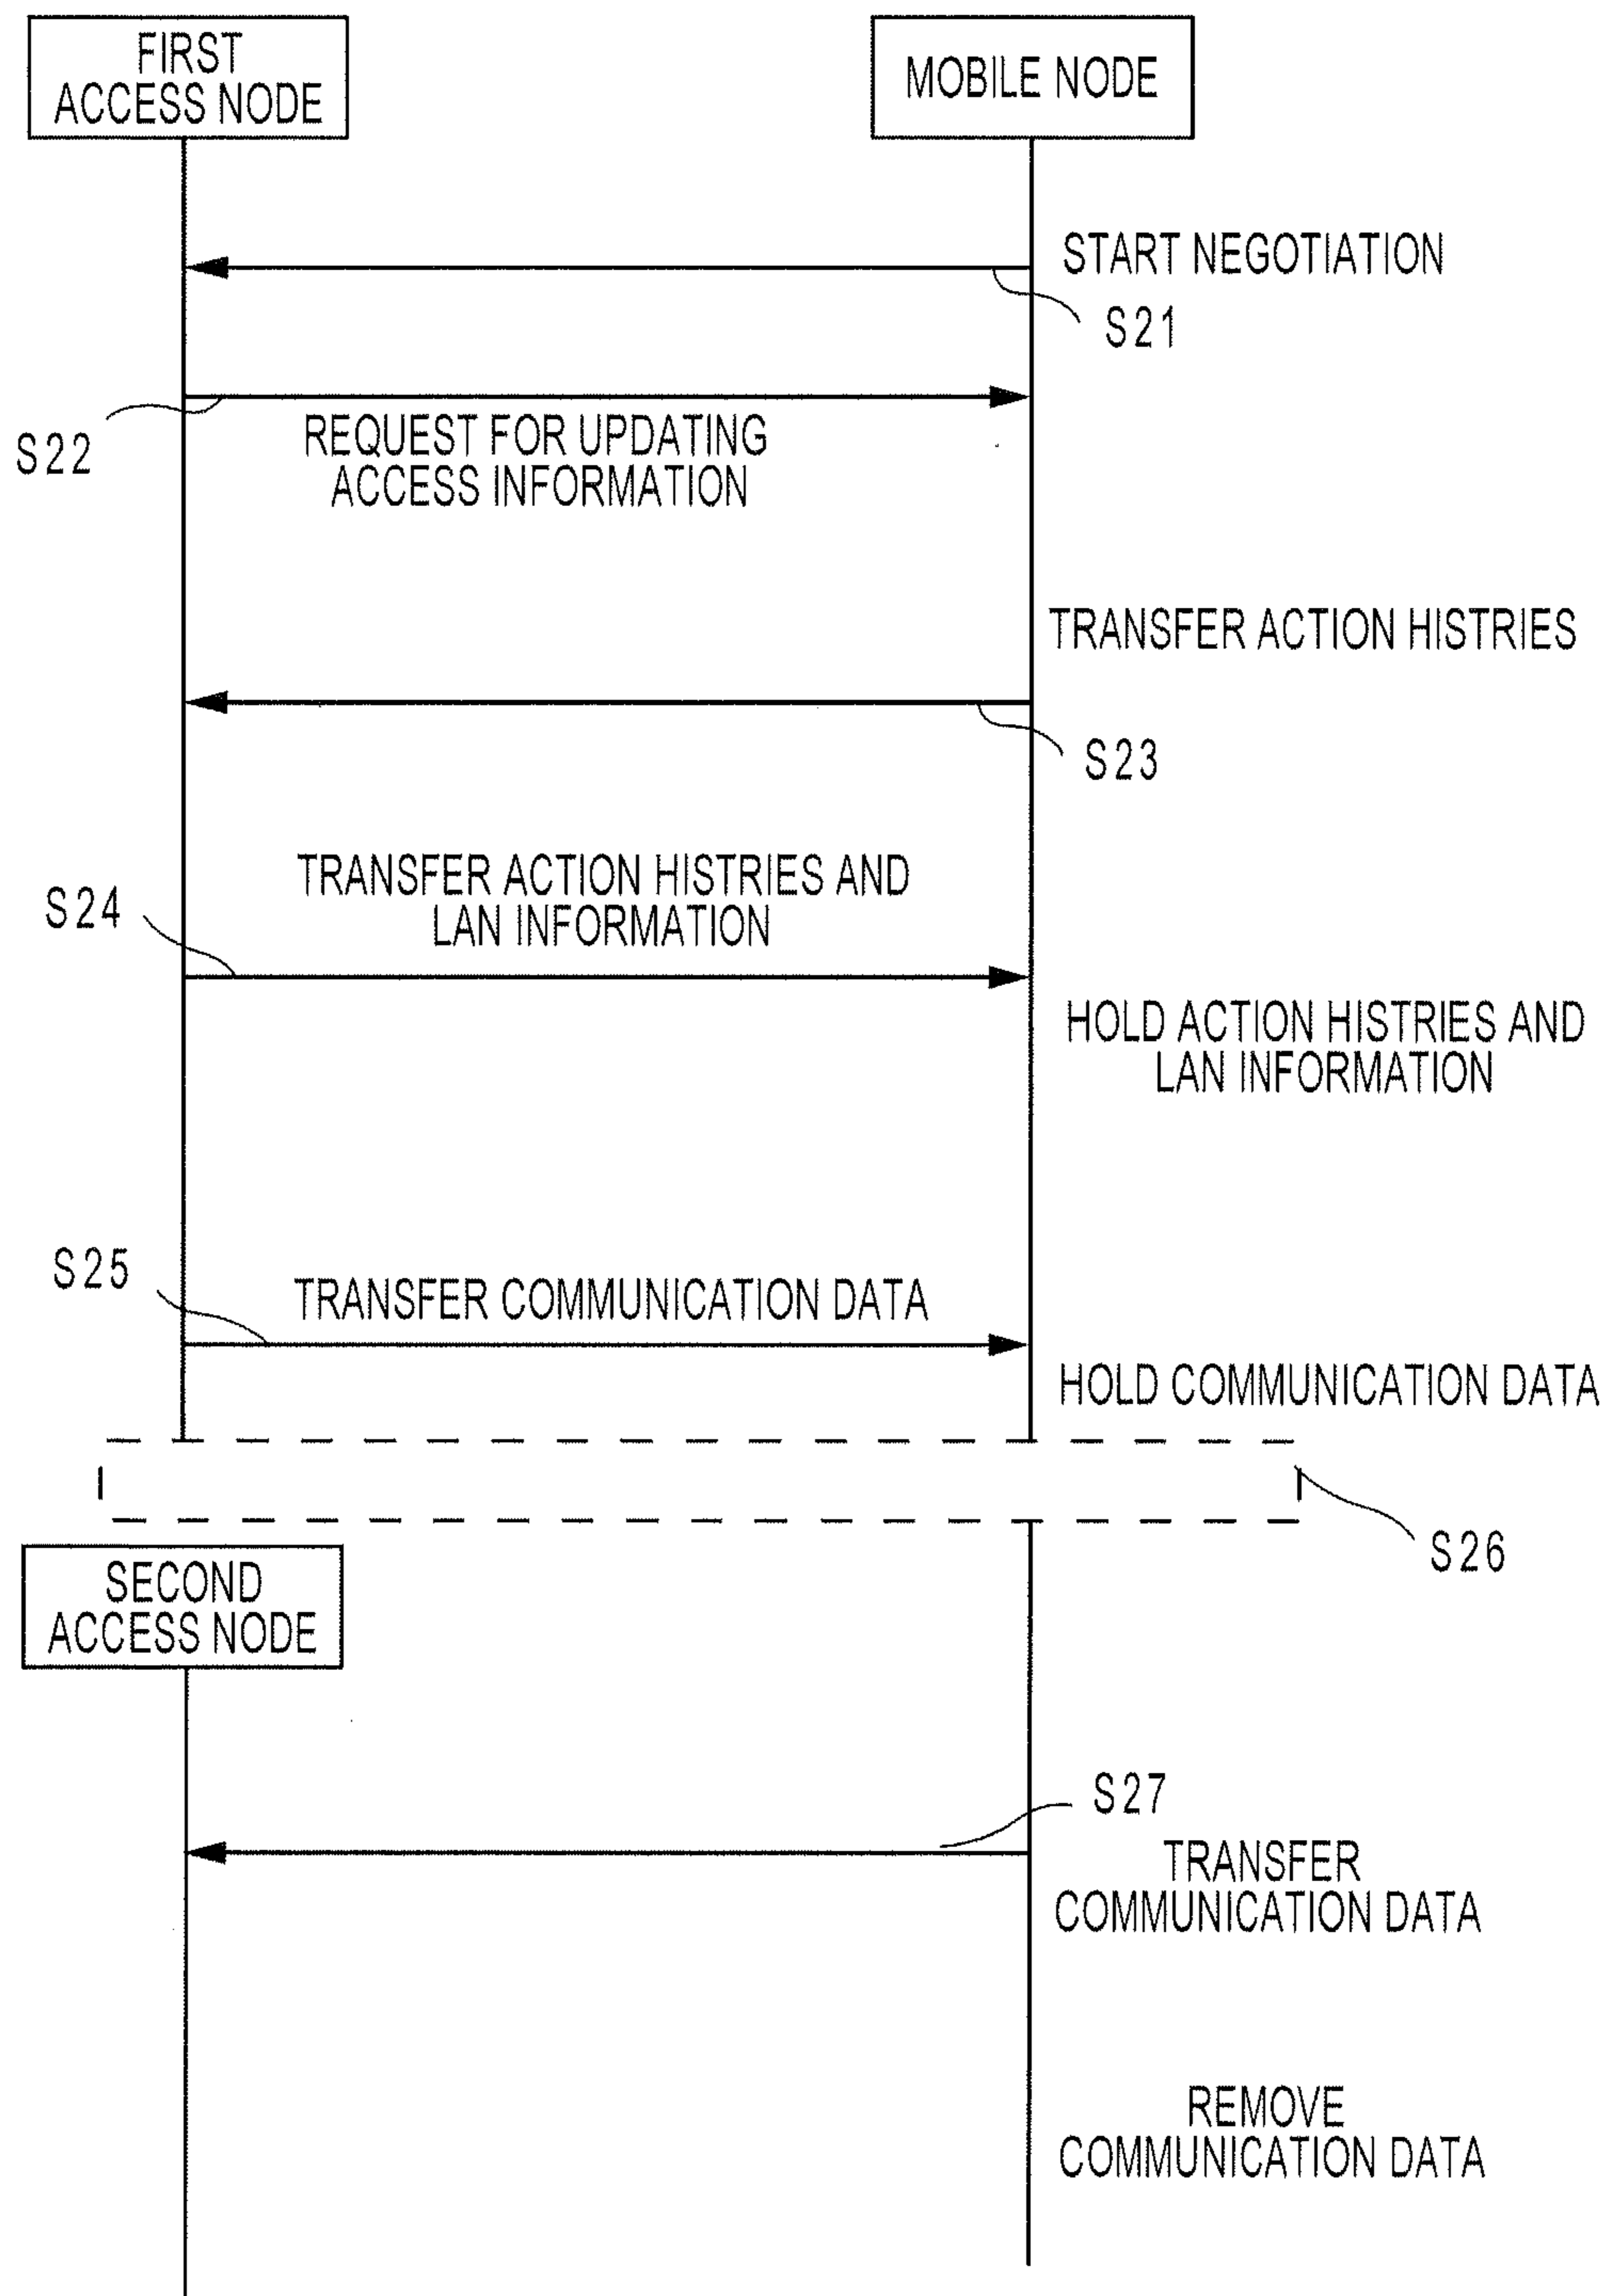 FIRST
ACCESS NODE
MOBILE NODE
START NEGOTIATION
S21
S22
REQUEST FOR UPDATING
ACCESS INFORMATION
TRANSFER ACTION HISTRIES
S23
TRANSFER ACTION HISTRIES AND
LAN INFORMATION
S24
HOLD ACTION HISTRIES AND
LAN INFORMATION
S25
TRANSFER COMMUNICATION DATA
HOLD COMMUNICATION DATA
S26
SECOND
ACCESS NODE
S27
TRANSFER
COMMUNICATION DATA
REMOVE
COMMUNICATION DATA